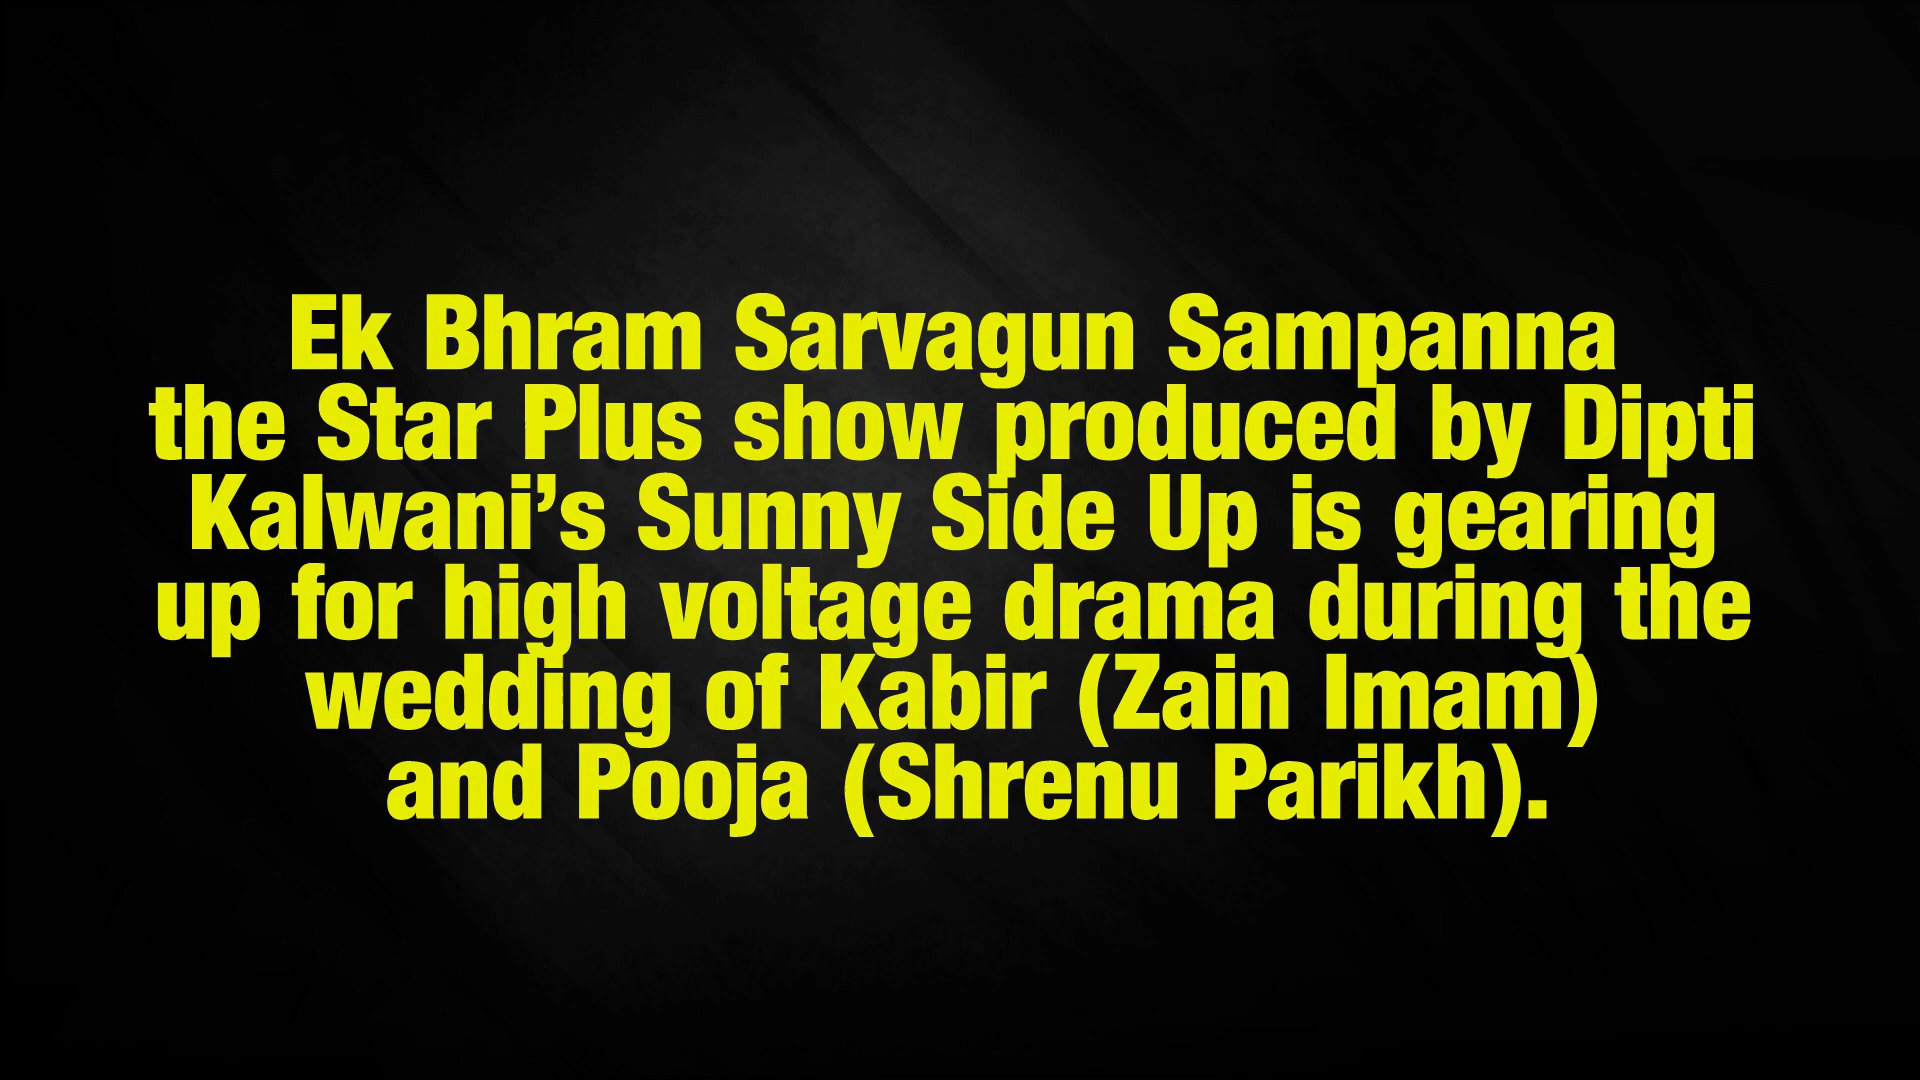 Ek Bhram Sarvagun Sampanna
the Star Plus show produced by Dipti
Kalwani’s Sunny Side Up is gearing
up for high voltage drama during the
wedding of Kabir (Zain Imam)
and Pooja (Shrenu Parikh).